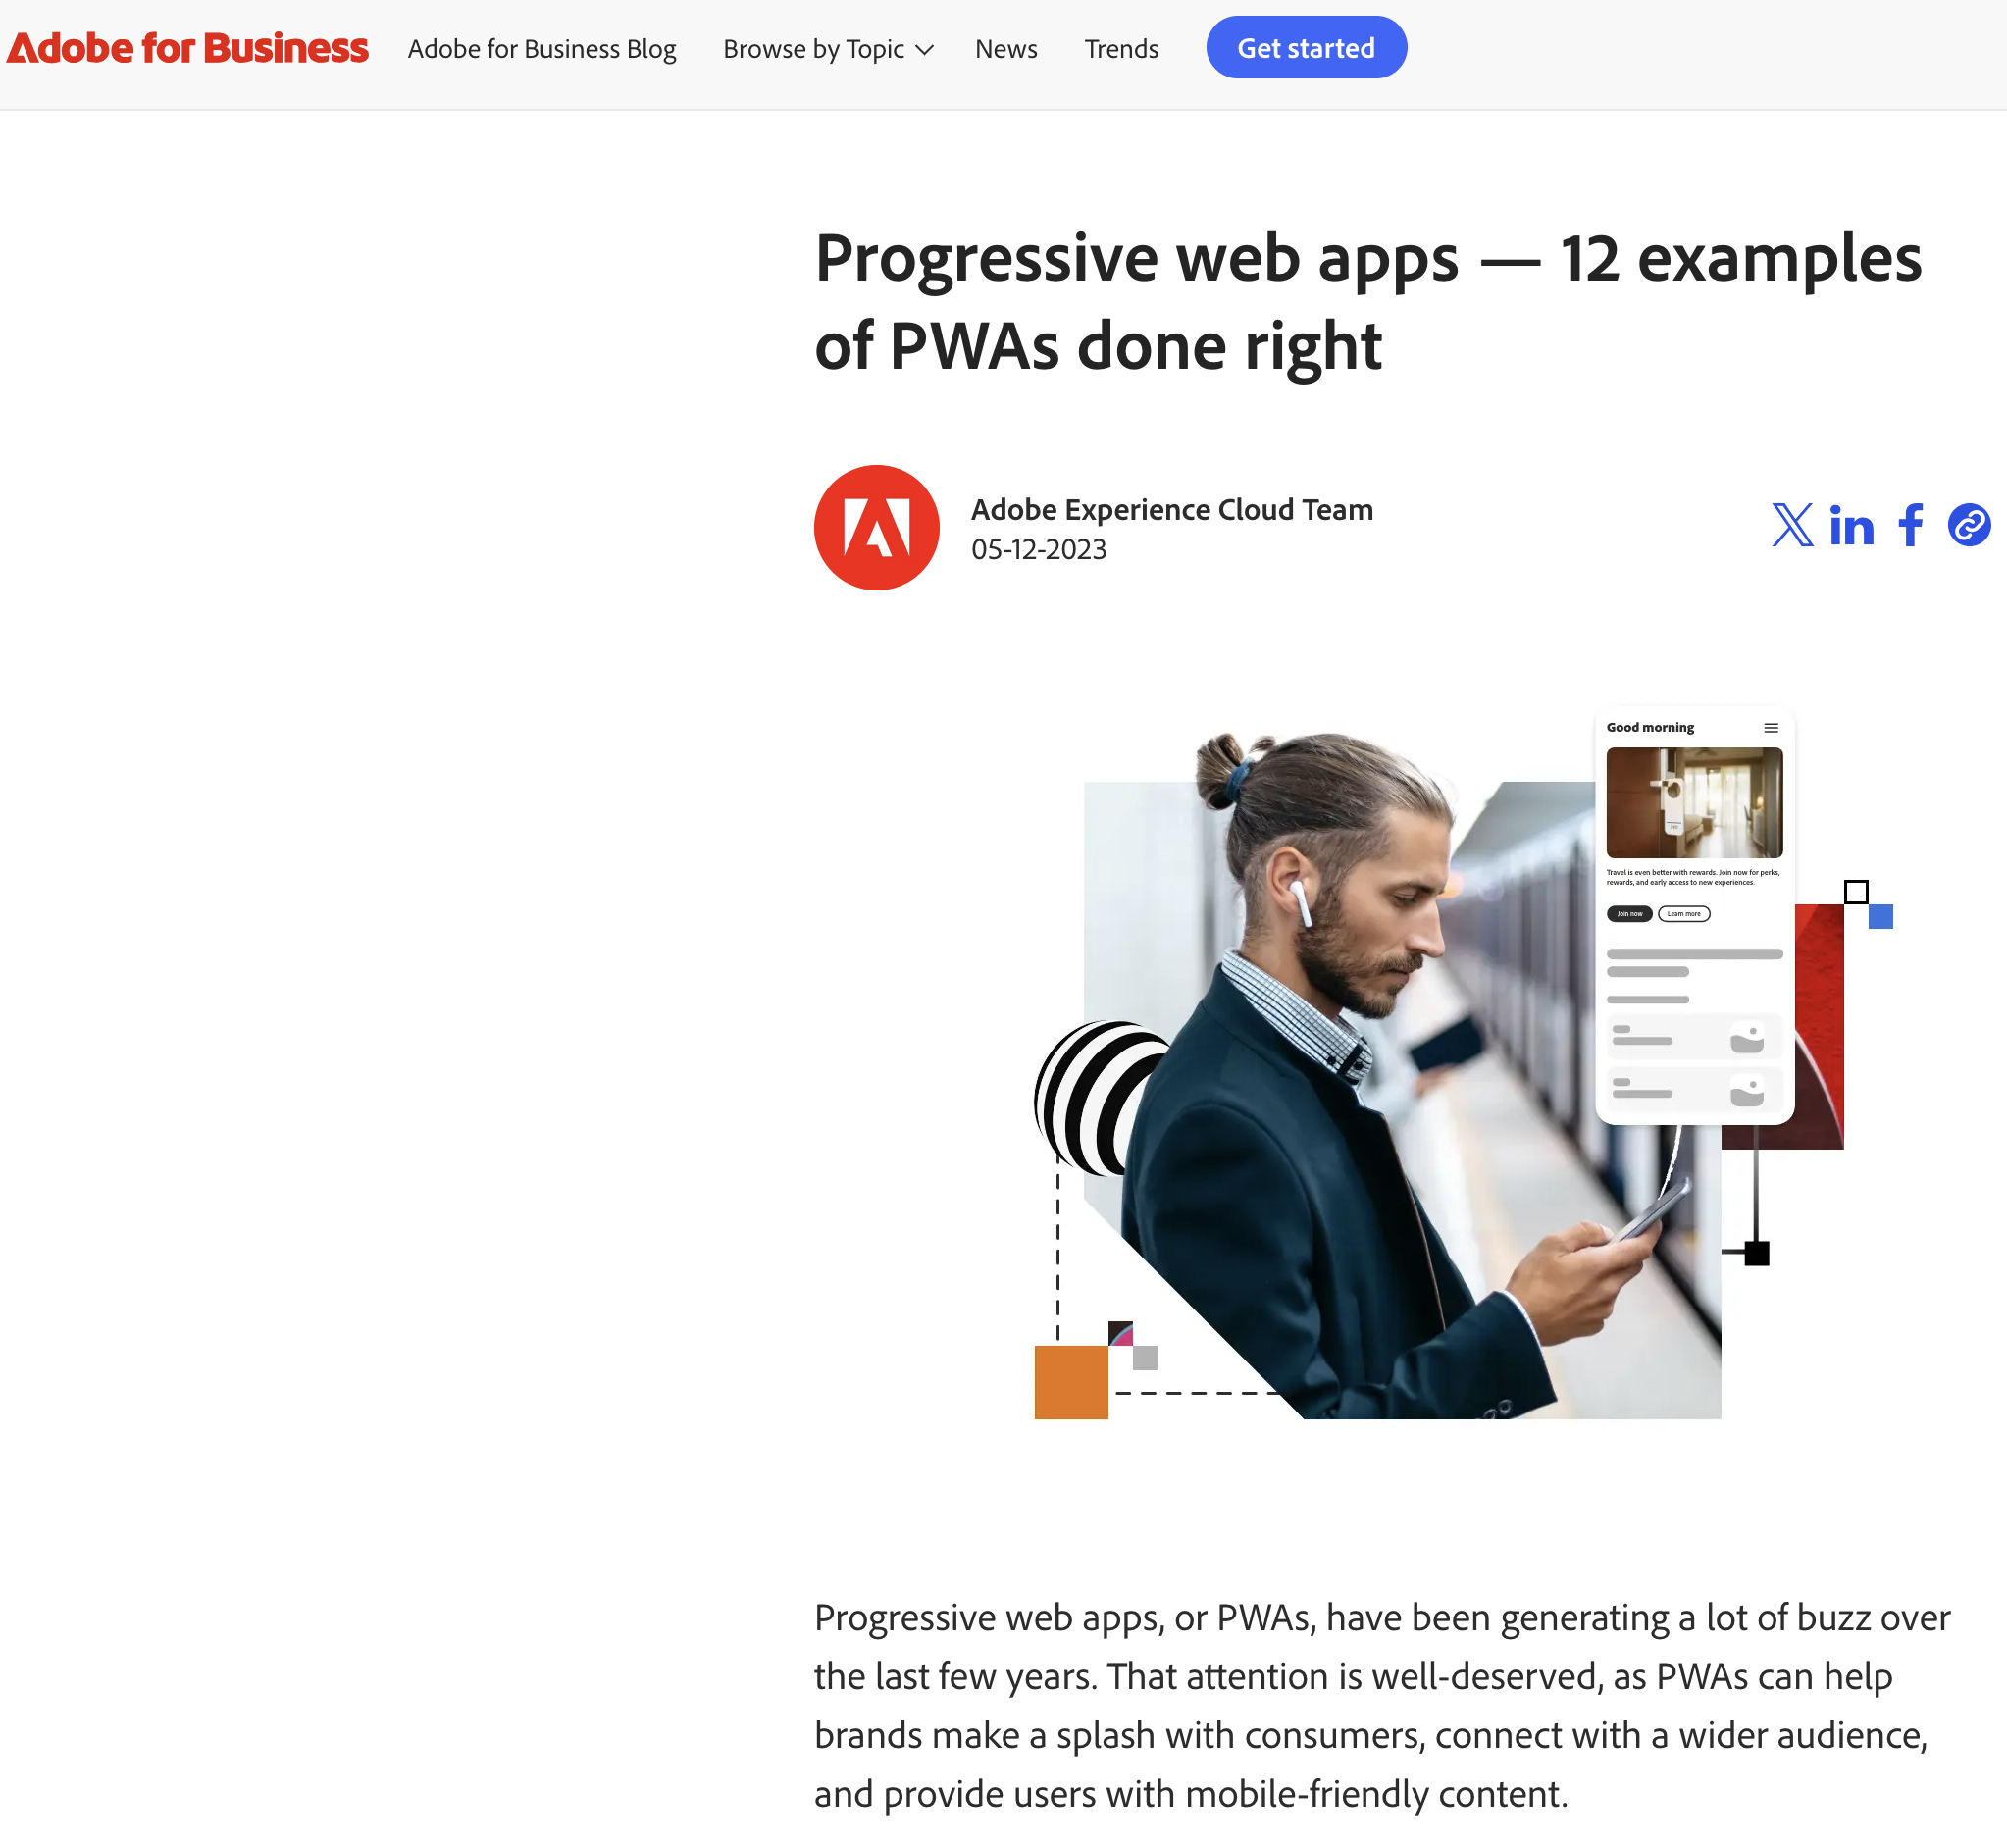 Adobe for Business
Adobe for Business Blog
Browse by Topic
News
Trends
Get started
Progressive web apps — 12 examples
of PWAs done right
Adobe Experience Cloud Team
05-12-2023
in
f
Good morning
Travel is even better with rewards. Join now for perks,
rewards, and early access to new experiences.
Join now
Learn more
Progressive web apps, or PWAs, have been generating a lot of buzz over
the last few years. That attention is well-deserved, as PWAs can help
brands make a splash with consumers, connect with a wider audience,
and provide users with mobile-friendly content.